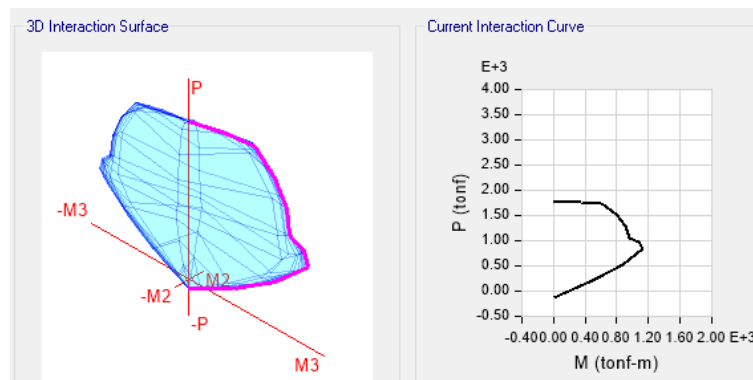 3D Interaction Surface
P
-M3
M2
-M2
-P
M3
Current Interaction Curve
E+3
4.00
3.50
3.00
2.50
2.00
1.50
1.00
0.50
0.00
-0.50
P (tonf)
-0.40 0.00 0.40 0.80 1.20 1.60 2.00 E+3
M (tonf-m)